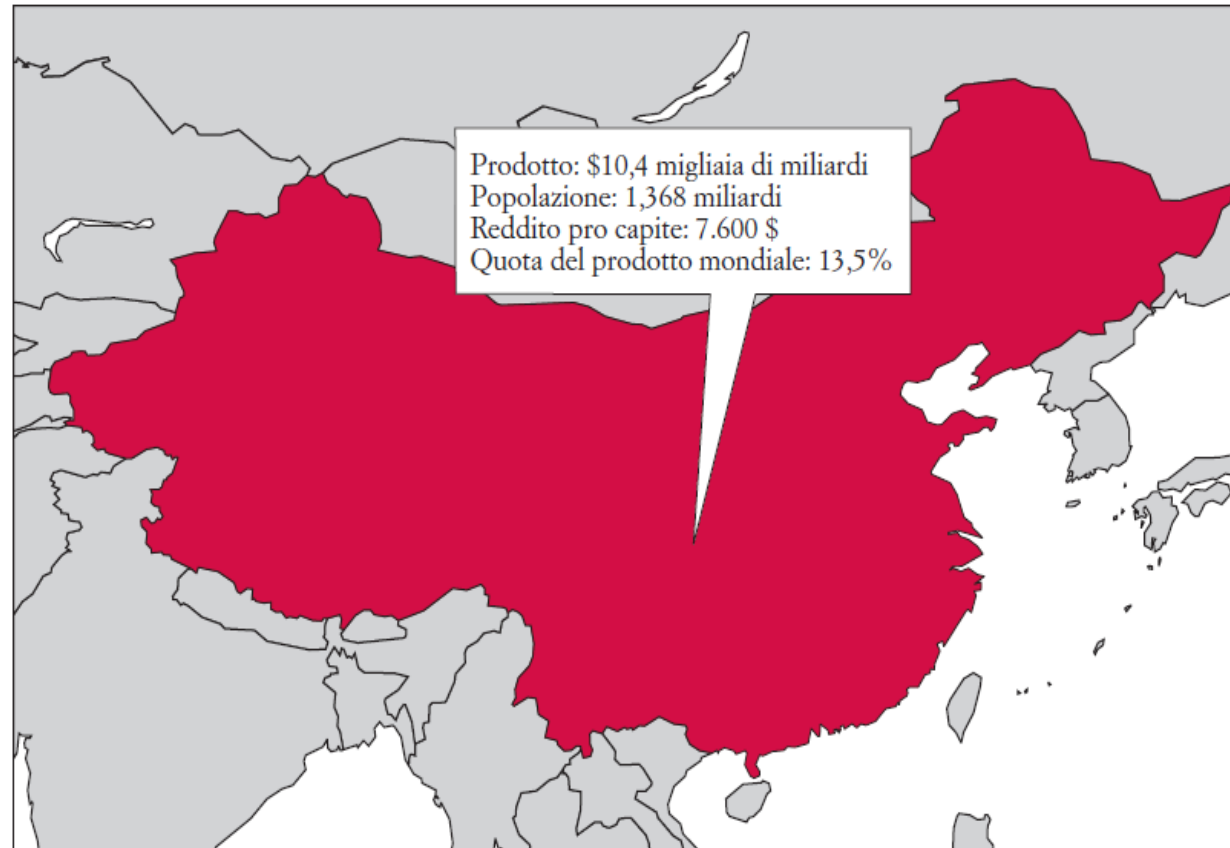 Prodotto: $10,4 migliaia di miliardi
Popolazione: 1,368 miliardi
Reddito pro capite: 7.600 $
Quota del prodotto mondiale: 13,5%